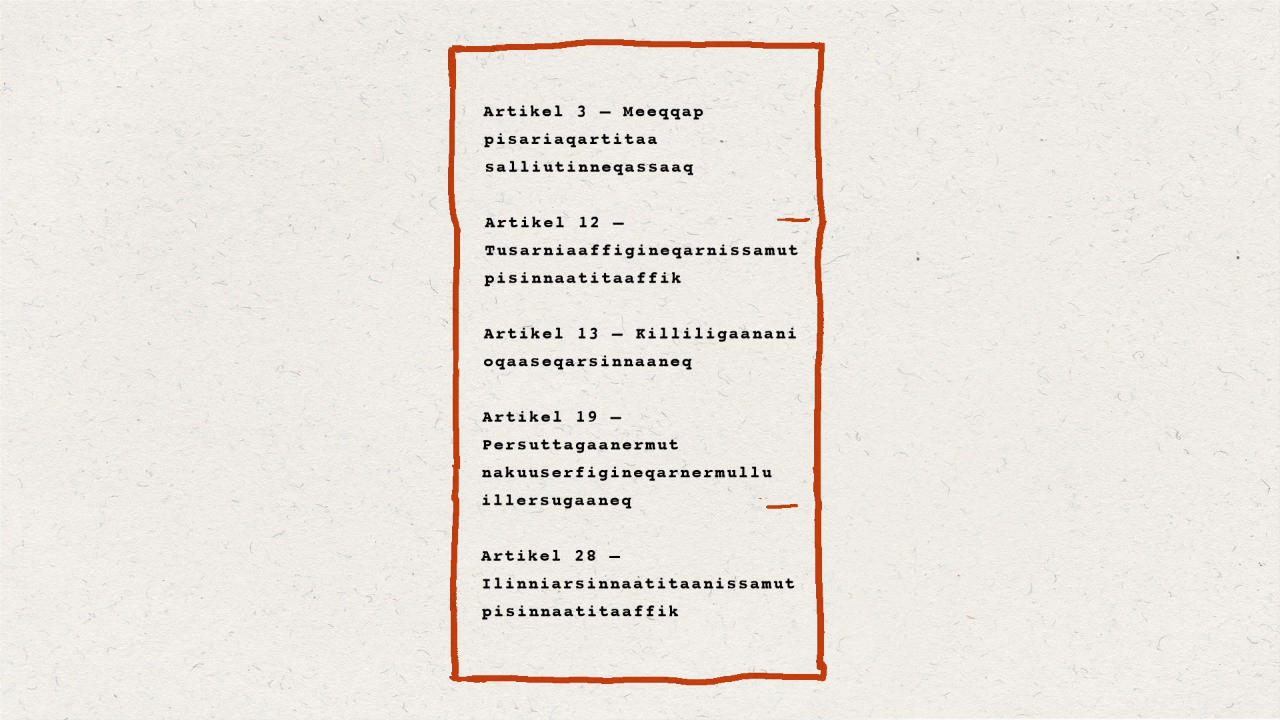 Artikel 3 – Meeqqap
pisariaqartitaa
salliutinneqassaaq
Artikel 12 –
Tusarniaaffigineqarnissamut
pisinnaatitaaffik
Artikel 13 – Killiligaanani
oqaaseqarsinnaaneq
Artikel 19 –
Persuttagaanermut
nakuuserfigineqarnermullu
illersugaaneq
Artikel 28 –
Ilinniarsinnaatitaanissamut
pisinnaatitaaffik